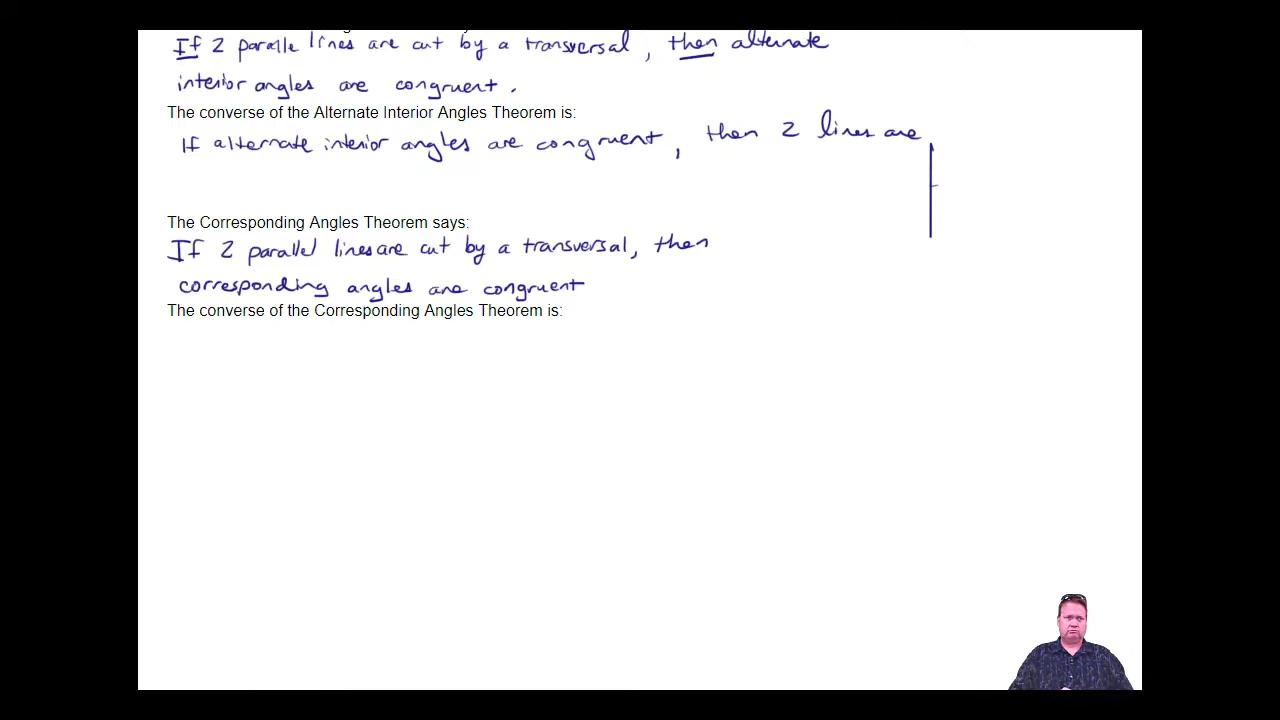 If 2 paralle lines are cut by a transversal, then alternate
interior angles are congruent.
The converse of the Alternate Interior Angles Theorem is:
If alternate interior angles are congruent, then 2 lines are
The Corresponding Angles Theorem says:
If 2 parallel lines are cut by a transversal, then
corresponding angles are congruent
The converse of the Corresponding Angles Theorem is: